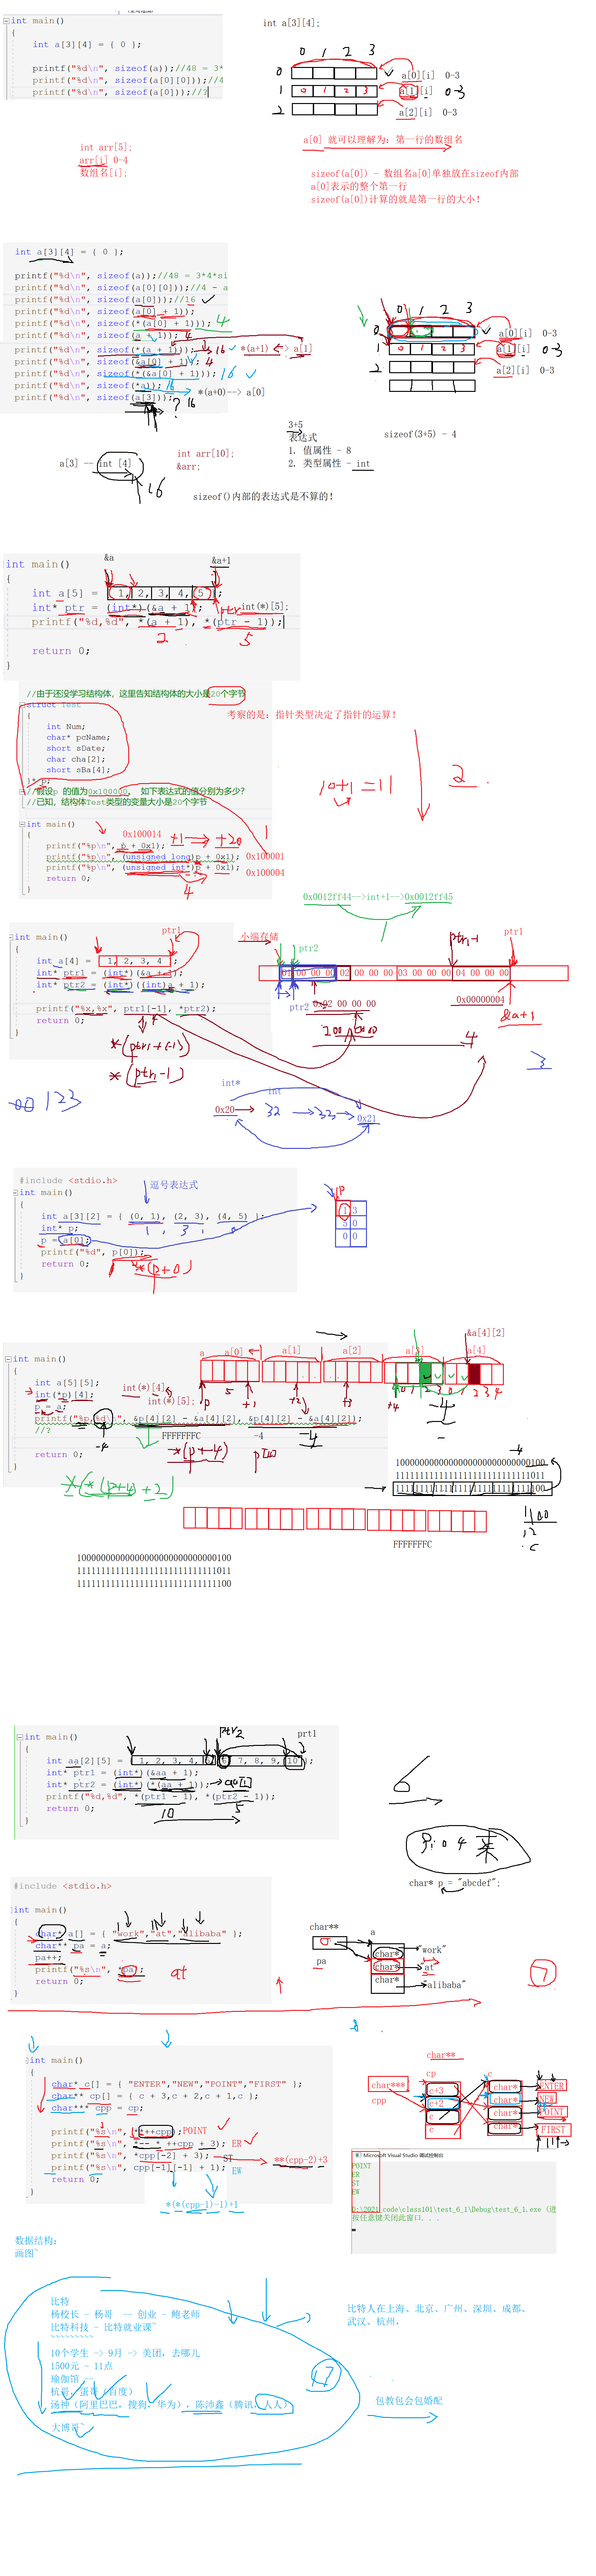 int main()
{
int a[3][4] = { 0 };
printf("%d\n", sizeof(a));//48 = 3*
printf("%d\n", sizeof(a[0][0]));//4
printf("%d\n", sizeof(a[0]));//?
int a[3][4];
0 1 2 3
0
a[0][i] 0-3
1 0 1 2 3
a[1][i] 0-3
2
a[2][i] 0-3
int arr[5];
arr[i] 0-4
数组名[i];
a[0] 就可以理解为: 第一行的数组名
sizeof(a[0]) - 数组名a[0]单独放在sizeof内部
a[0]表示的整个第一行
sizeof(a[0])计算的就是第一行的大小!
int a[3][4] = { 0 };
printf("%d\n", sizeof(a));//48 = 3*4*si
printf("%d\n", sizeof(a[0][0]));//4 - a
printf("%d\n", sizeof(a[0]));//16
printf("%d\n", sizeof(a[0] + 1));
printf("%d\n", sizeof(*(a[0] + 1))); 4
printf("%d\n", sizeof(a + 1)); 4
printf("%d\n", sizeof(*(a + 1))); 16 *(a+1) <-> a[1]
printf("%d\n", sizeof(&a[0] + 1)); 4
printf("%d\n", sizeof(*(&a[0] + 1))); 16
printf("%d\n", sizeof(*a)); 16
*(a+0)--> a[0]
printf("%d\n", sizeof(a[3])); ? 16
0 1 2 3
0
a[0][i] 0-3
1 0 1 2 3
a[1][i] 0-3
2
a[2][i] 0-3
a[3] -- int [4]
16
int arr[10];
&arr;
3+5
表达式
1. 值属性 - 8
2. 类型属性 - int
sizeof(3+5) - 4
sizeof()内部的表达式是不算的!
&a
&a+1
int main()
{
int a[5] = { 1, 2, 3, 4, 5 };
int* ptr = (int*)(&a + 1);
ptr int(*)[5];
printf("%d,%d", *(a + 1), *(ptr - 1));
2 5
return 0;
}
//由于还没学习结构体, 这里告知结构体的大小是20个字节
struct Test
{
int Num;
char* pcName;
short sDate;
char cha[2];
short sBa[4];
}* p;
//假设p 的值为0x100000。 如下表达式的值分别为多少?
//已知, 结构体Test类型的变量大小是20个字节
考察的是: 指针类型决定了指针的运算!
10+1 = 11
2
int main()
{
0x100014
+1 → +20
1
printf("%p\n", p + 0x1);
printf("%p\n", (unsigned long)p + 0x1); 0x100001
printf("%p\n", (unsigned int*)p + 0x1); 0x100004
return 0;
4
}
0x0012ff44-->int+1-->0x0012ff45
1
ptr1
int main()
{
int a[4] = { 1, 2, 3, 4 };
int* ptr1 = (int*)(&a + 1);
int* ptr2 = (int*)((int)a + 1);
printf("%x,%x", ptr1[-1], *ptr2);
return 0;
}
*(ptr1+(-1)
*(ptr1-1)
小端存储
ptr2
ptr1-1
ptr1
01 00 00 00 02 00 00 00 03 00 00 00 04 00 00 00
ptr2
0x02 00 00 00
0x00000004
&a+1
4
3
int*
int
0x20 → 32 → 33 → 0x21
#include <stdio.h>
int main()
{
逗号表达式
int a[3][2] = { (0, 1), (2, 3), (4, 5) };
int* p;
1, 3, 5
p = a[0];
printf("%d", p[0]);
return 0;
*(p+0)
}
p
1 3
5 0
0 0
&a[4][2]
a a[0] a[1] a[2] a[3] a[4]
int main()
{
int a[5][5];
int(*p)[4];
p = a;
int(*)[4]
int(*)[5];
printf("%p,%d\n", &p[4][2] - &a[4][2], &p[4][2] - &a[4][2]);
//?
FFFFFFFC -4
return 0;
}
*(p+4)
*(*(p+4)+2)
-4
10000000000000000000000000000100
11111111111111111111111111111011
11111111111111111111111111111100
1100
12
C
FFFFFFFC
10000000000000000000000000000100
11111111111111111111111111111011
11111111111111111111111111111100
ptr2
prt1
int main()
{
int aa[2][5] = { 1, 2, 3, 4, 5, 6, 7, 8, 9, 10 };
int* ptr1 = (int*)(&aa + 1);
int* ptr2 = (int*)(*(aa + 1)); → aa[1]
printf("%d,%d", *(ptr1 - 1), *(ptr2 - 1));
return 0;
10 5
}
6
char* p = "abcdef";
#include <stdio.h>
int main()
{
char* a[] = { "work","at","alibaba" };
char** pa = a;
pa++;
printf("%s\n", *pa);
at
return 0;
}
char**
pa
a
char*
char*
char*
"work"
"at"
"alibaba"
7
8
int main()
{
char* c[] = { "ENTER","NEW","POINT","FIRST" };
char** cp[] = { c + 3,c + 2,c + 1,c };
char*** cpp = cp;
printf("%s\n", **++cpp); POINT
printf("%s\n", *-- * ++cpp + 3); ER
printf("%s\n", *cpp[-2] + 3); ST **(cpp-2)+3
printf("%s\n", cpp[-1][-1] + 1); EW
return 0;
}
*(*(cpp-1)-1)+1
char**
char***
cpp
cp
c+3
c+2
c
c
char*
char*
char*
char*
ENTER
NEW
POINT
FIRST
Microsoft Visual Studio 调试控制台
POINT
ER
ST
EW
D:\2021_code\class101\test_6_1\Debug\test_6_1.exe (进
按任意键关闭此窗口. . .
数据结构:
画图~
比特
杨校长 - 杨哥 -- 创业 - 鲍老师
比特科技 - 比特就业课~
~~~~~~~~~
10个学生 -> 9月 -> 美团, 去哪儿
1500元 - 11点
瑜伽馆 --
杭哥, 蛋哥 (百度)
汤神 (阿里巴巴, 搜狗, 华为), 陈沛鑫 (腾讯, 人人)
大博哥~
17
比特人在上海、北京、广州、深圳、成都、
武汉、杭州,
包教包会包婚配